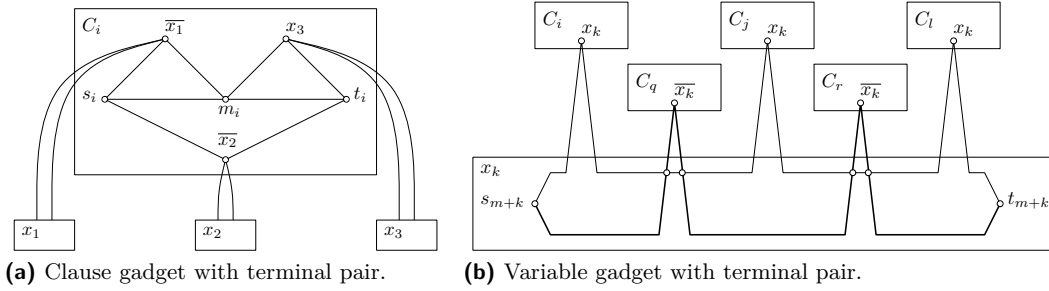 C_i
\overline{x_1}
x_3
s_i
m_i
t_i
\overline{x_2}
x_1
x_2
x_3
(a) Clause gadget with terminal pair.
C_i x_k
C_j x_k
C_l x_k
C_q \overline{x_k}
C_r \overline{x_k}
x_k
s_{m+k}
t_{m+k}
(b) Variable gadget with terminal pair.